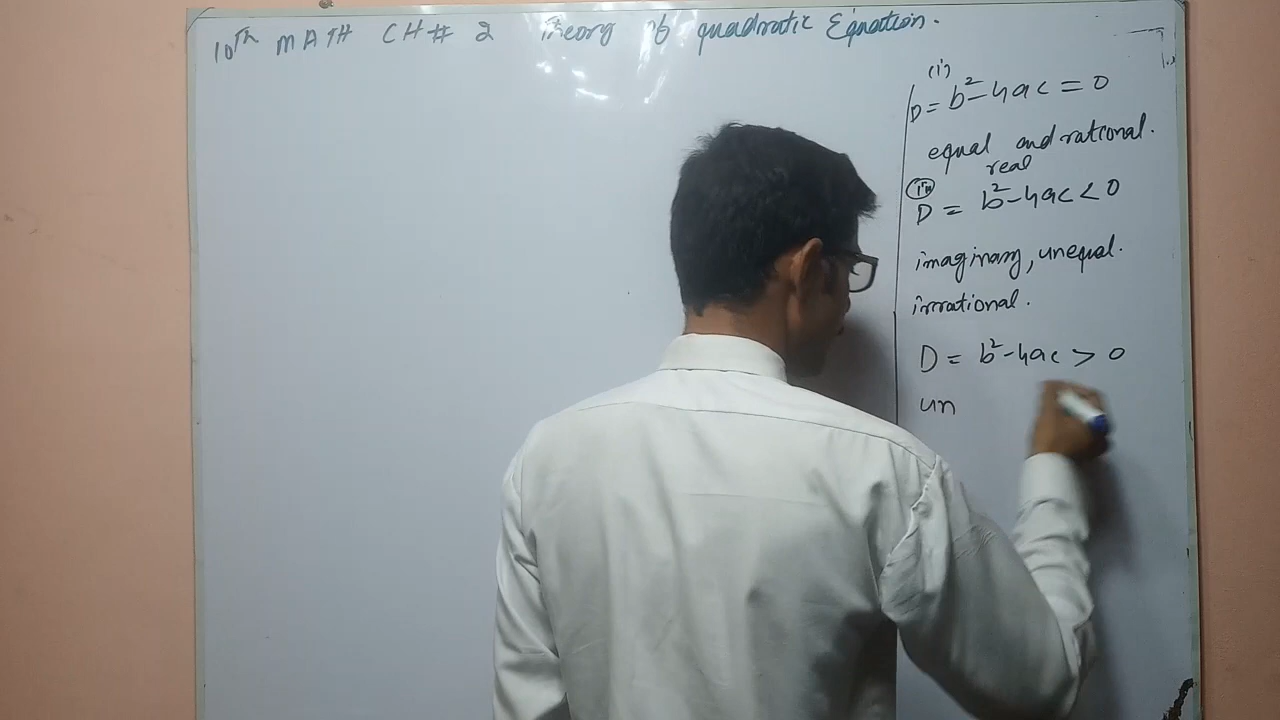 10Th MATH CH# 2 Theory of quadratic Equation.
(i)
D = b²-4ac = 0
equal and rational.
real
(ii)
D = b²-4ac < 0
imaginary, unequal.
irrational.
D = b²-4ac > 0
un